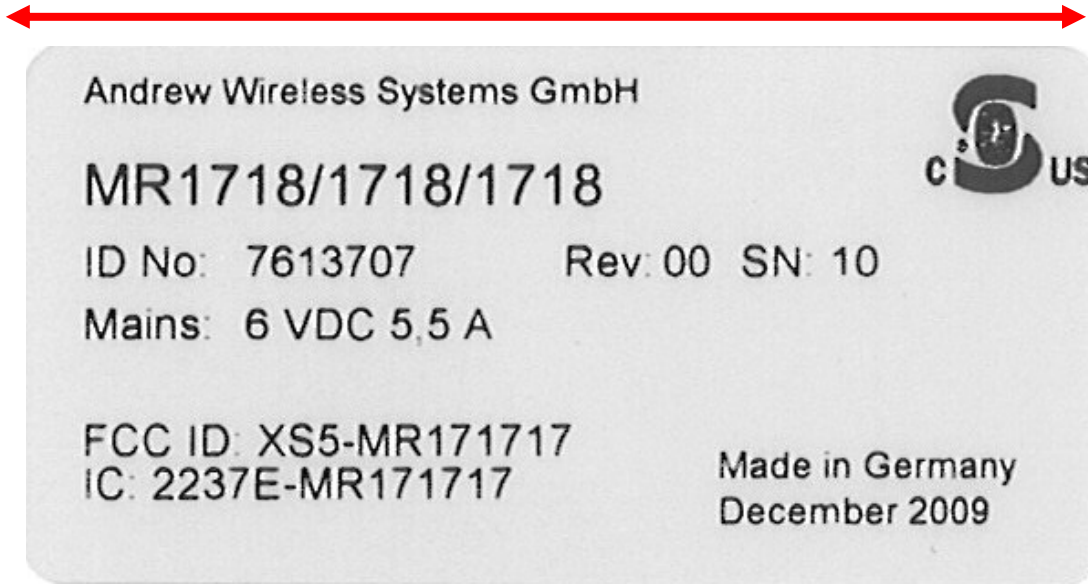 Andrew Wireless Systems GmbH
MR1718/1718/1718
C US
ID No: 7613707 Rev: 00 SN: 10
Mains: 6 VDC 5,5 A
FCC ID: XS5-MR171717
IC: 2237E-MR171717
Made in Germany
December 2009